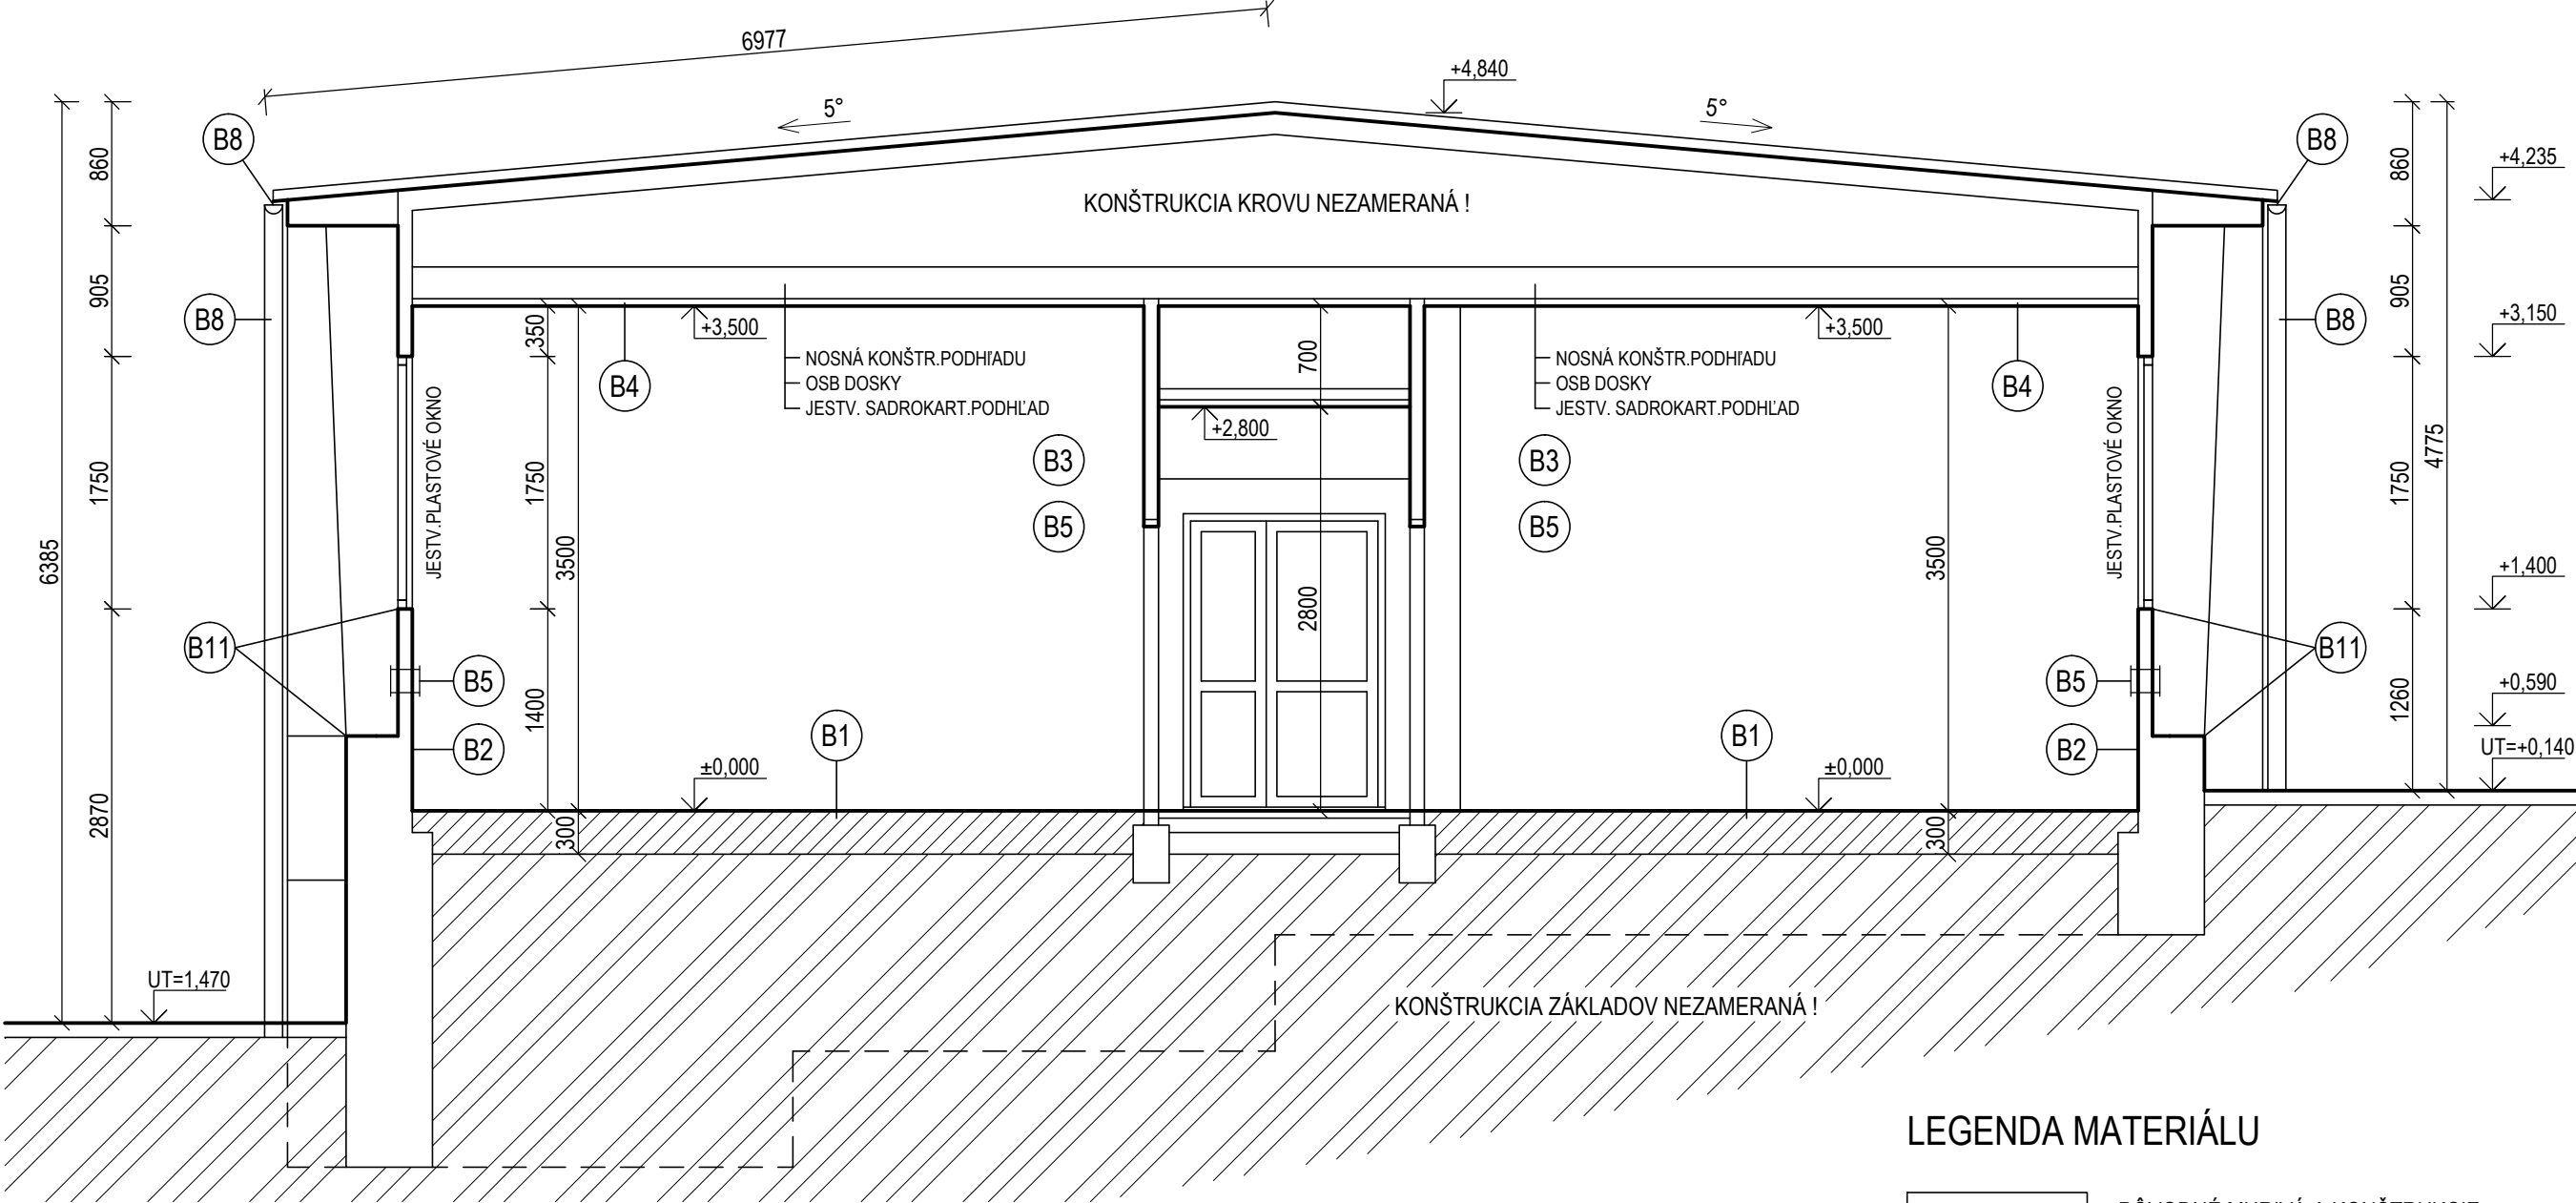 6977
+4,840
5°
5°
B8
B8
860
860
+4,235
KONŠTRUKCIA KROVU NEZAMERANÁ !
905
905
B8
B8
350
+3,500
+3,500
+3,150
NOSNÁ KONŠTR.PODHĽADU
OSB DOSKY
JESTV. SADROKART.PODHĽAD
700
NOSNÁ KONŠTR.PODHĽADU
OSB DOSKY
JESTV. SADROKART.PODHĽAD
B4
B4
+2,800
JESTV.PLASTOVÉ OKNO
JESTV.PLASTOVÉ OKNO
B3
B3
4775
1750
1750
1750
B5
B5
6385
3500
3500
+1,400
2800
B11
B11
B5
B5
+0,590
1400
1260
B1
B1
B2
B2
UT=+0,140
±0,000
±0,000
2870
300
300
UT=1,470
KONŠTRUKCIA ZÁKLADOV NEZAMERANÁ !
LEGENDA MATERIÁLU